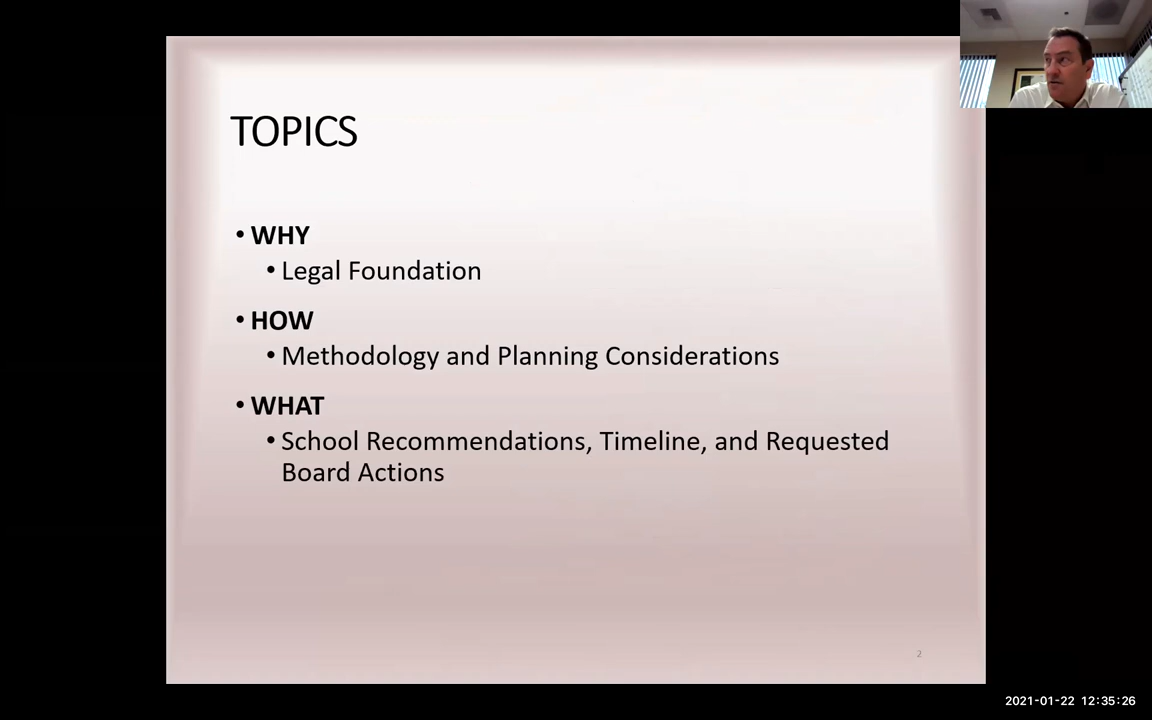 TOPICS
• WHY
• Legal Foundation
• HOW
• Methodology and Planning Considerations
• WHAT
• School Recommendations, Timeline, and Requested
Board Actions
2
2021-01-22 12:35:26